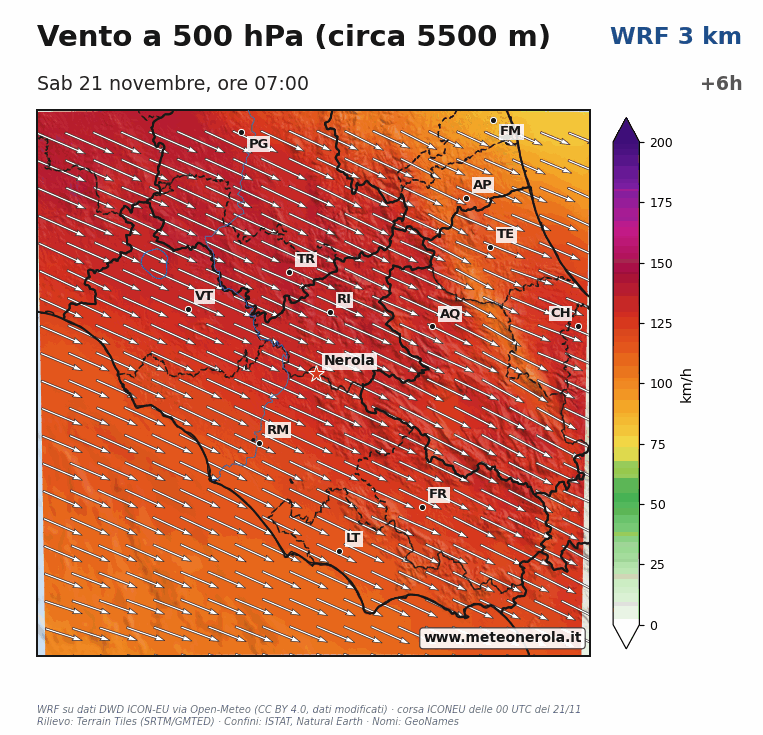 Vento a 500 hPa (circa 5500 m)
WRF 3 km
Sab 21 novembre, ore 07:00
+6h
FM
PG
AP
TE
TR
VT
RI
AQ
CH
Nerola
RM
FR
LT
www.meteonerola.it
200
175
150
125
100
75
50
25
0
km/h
WRF su dati DWD ICON-EU via Open-Meteo (CC BY 4.0, dati modificati) · corsa ICONEU delle 00 UTC del 21/11
Rilievo: Terrain Tiles (SRTM/GMTED) · Confini: ISTAT, Natural Earth · Nomi: GeoNames